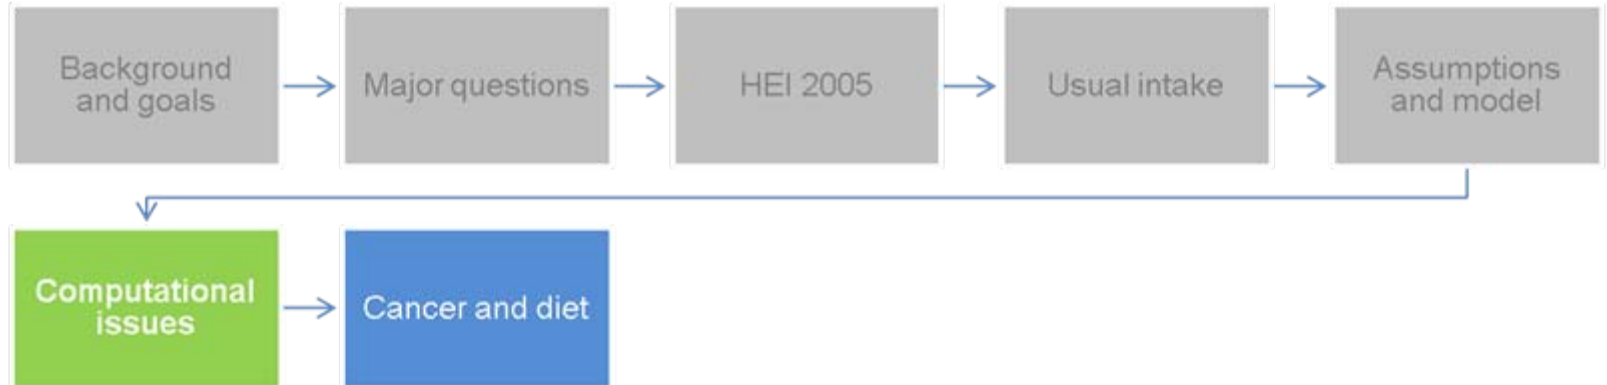 Background
and goals
Major questions
HEI 2005
Usual intake
Assumptions
and model
Computational
issues
Cancer and diet